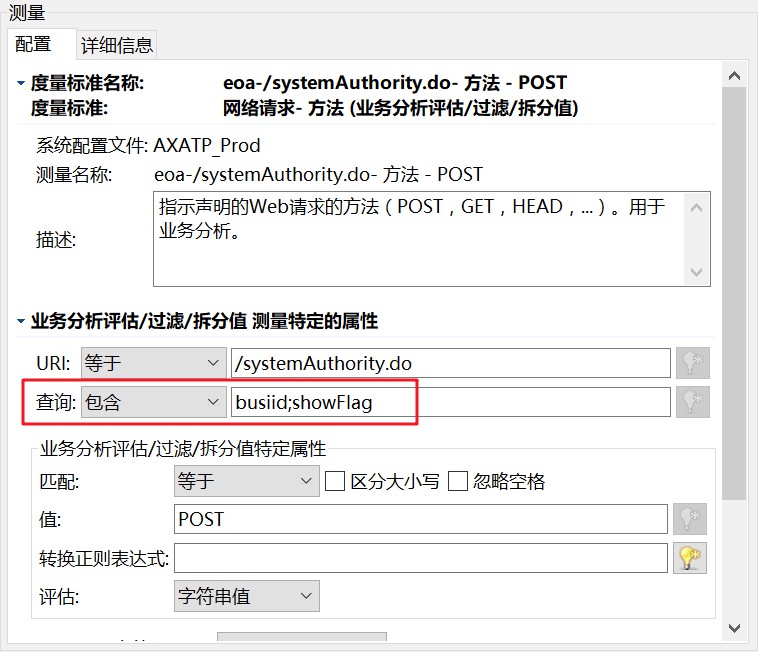 测量
配置 详细信息
度量标准名称: eoa-/systemAuthority.do- 方法 - POST
度量标准: 网络请求- 方法 (业务分析评估/过滤/拆分值)
系统配置文件: AXATP_Prod
测量名称: eoa-/systemAuthority.do- 方法 - POST
描述: 指示声明的Web请求的方法（POST，GET，HEAD，...）。用于
业务分析。
业务分析评估/过滤/拆分值 测量特定的属性
URI: 等于 /systemAuthority.do
查询: 包含 busiid;showFlag
业务分析评估/过滤/拆分值特定属性
匹配: 等于 区分大小写 忽略空格
值: POST
转换正则表达式:
评估: 字符串值